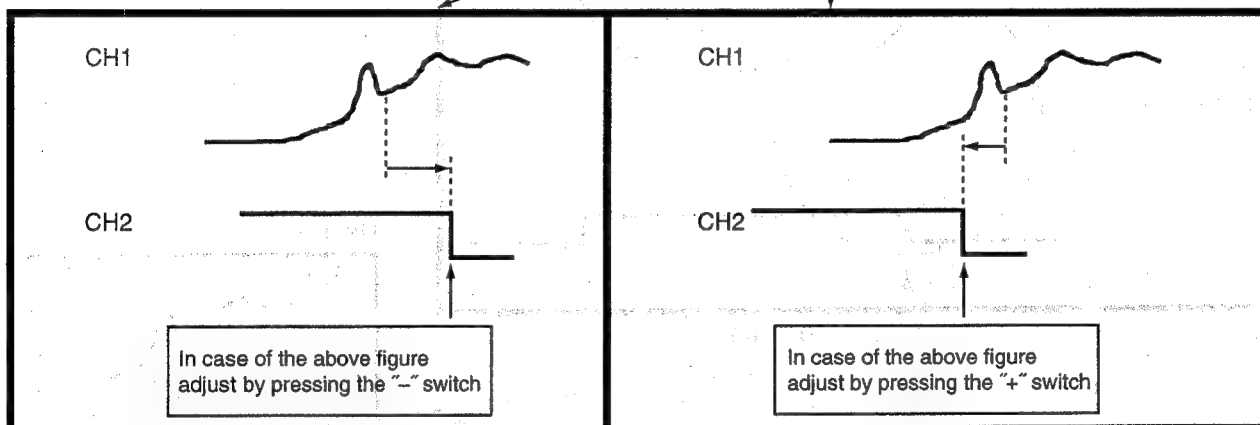 CH1
CH2
In case of the above figure
adjust by pressing the ˝–˝ switch
CH1
CH2
In case of the above figure
adjust by pressing the ˝+˝ switch